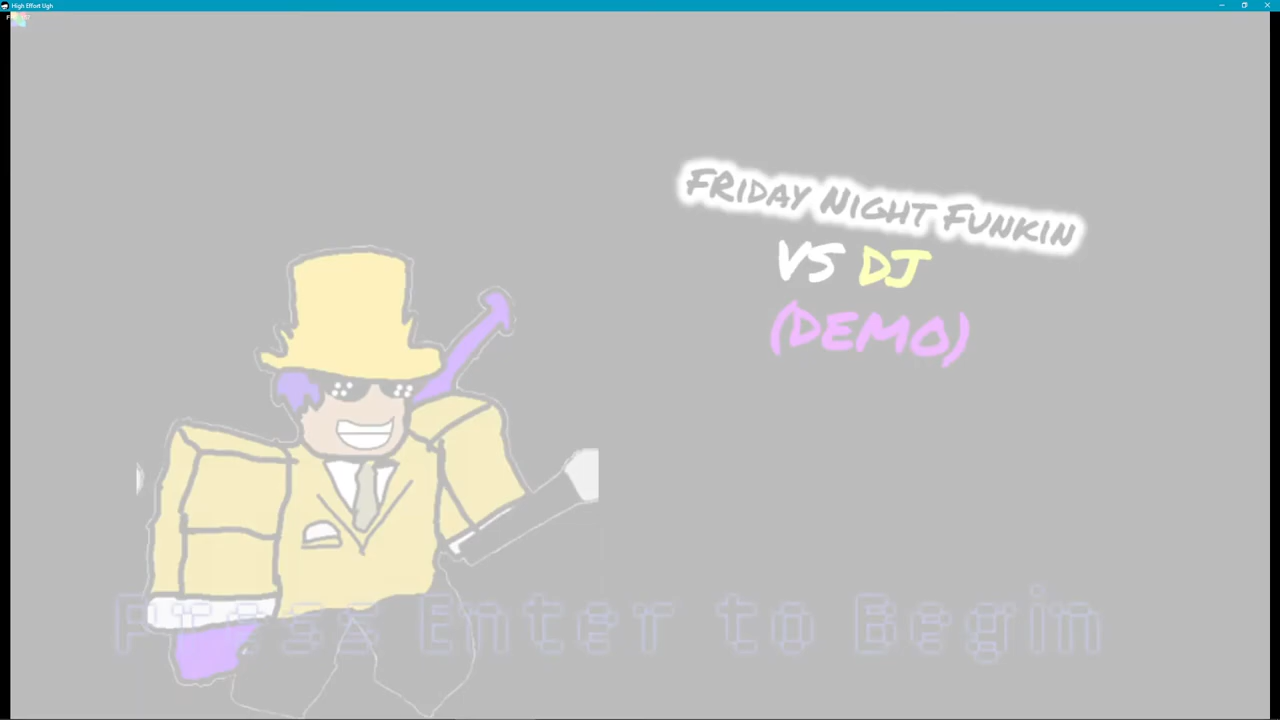 High Effort Ugh
FRiday Night Funkin
VS DJ
(DEMO)
Press Enter to Begin